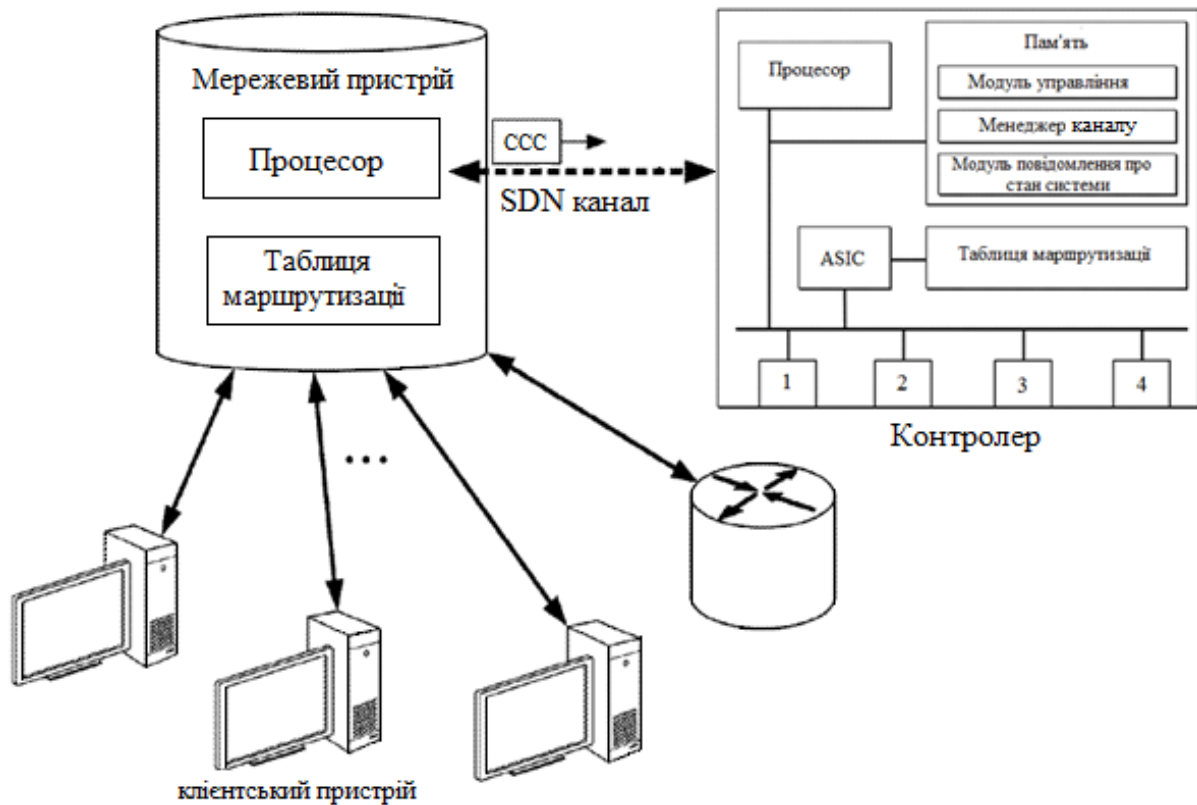 Мережевий пристрій
Процесор
Таблиця
маршрутизації
ССС
SDN канал
Процесор
Пам'ять
Модуль управління
Менеджер каналу
Модуль повідомлення про
стан системи
ASIC
Таблиця маршрутизації
1
2
3
4
Контролер
...
клієнтський пристрій